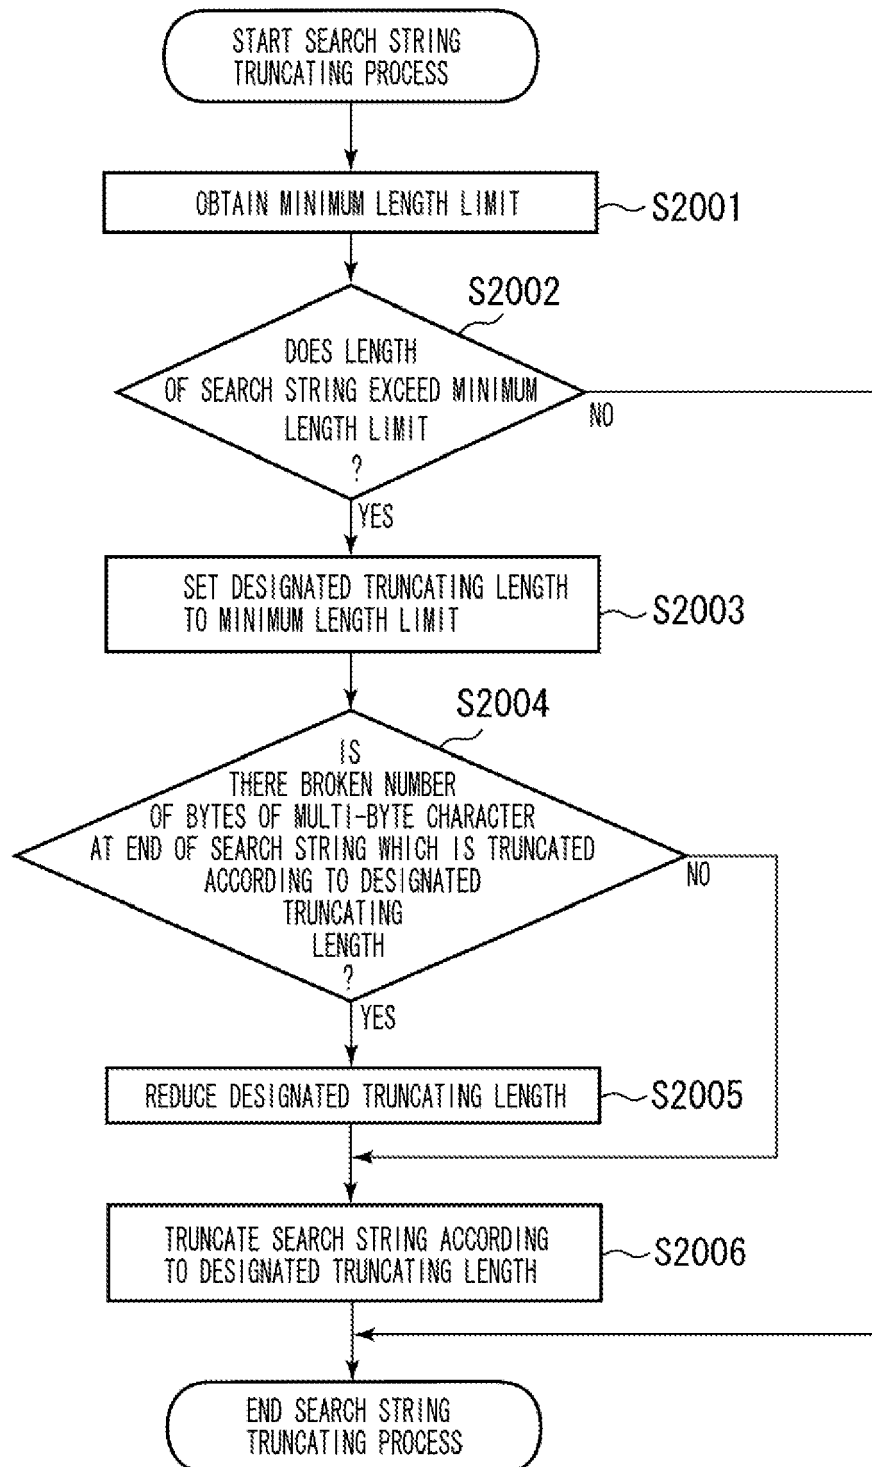 START SEARCH STRING
TRUNCATING PROCESS
OBTAIN MINIMUM LENGTH LIMIT
S2001
S2002
DOES LENGTH
OF SEARCH STRING EXCEED MINIMUM
LENGTH LIMIT
?
NO
YES
SET DESIGNATED TRUNCATING LENGTH
TO MINIMUM LENGTH LIMIT
S2003
S2004
IS
THERE BROKEN NUMBER
OF BYTES OF MULTI-BYTE CHARACTER
AT END OF SEARCH STRING WHICH IS TRUNCATED
ACCORDING TO DESIGNATED
TRUNCATING
LENGTH
?
NO
YES
REDUCE DESIGNATED TRUNCATING LENGTH
S2005
TRUNCATE SEARCH STRING ACCORDING
TO DESIGNATED TRUNCATING LENGTH
S2006
END SEARCH STRING
TRUNCATING PROCESS